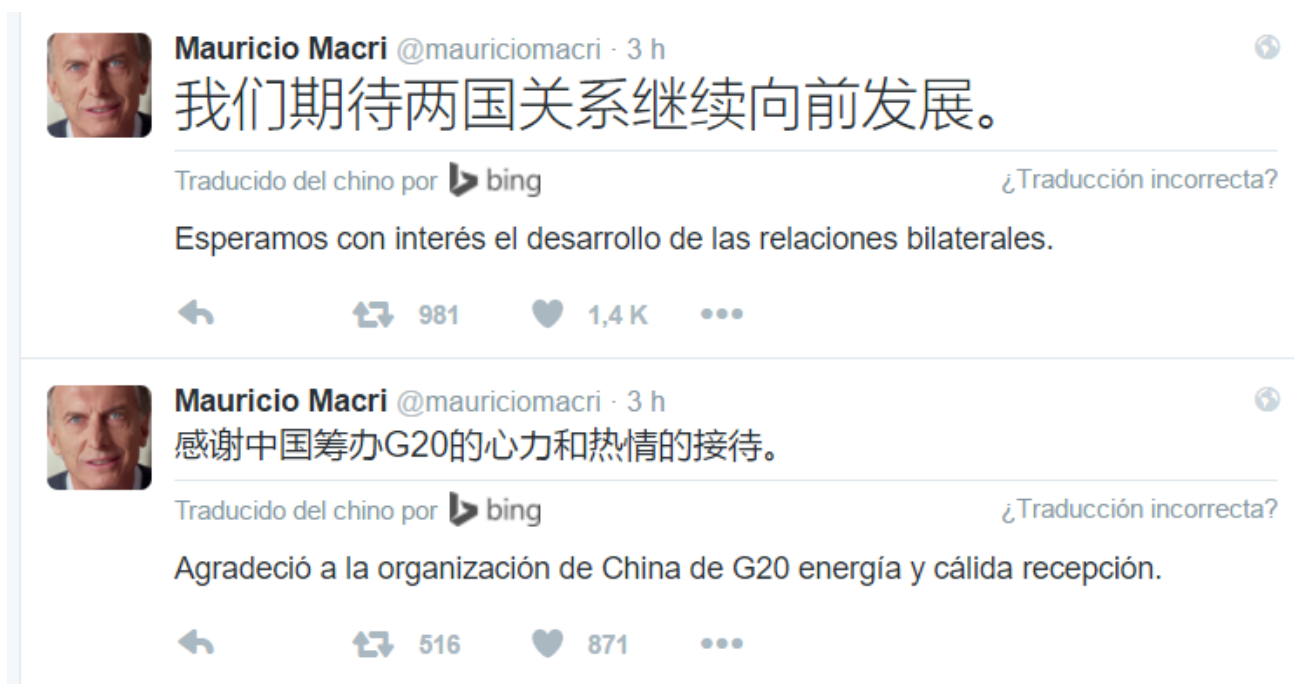 Mauricio Macri @mauriciomacri · 3 h
我们期待两国关系继续向前发展。
Traducido del chino por bing ¿Traducción incorrecta?
Esperamos con interés el desarrollo de las relaciones bilaterales.
981 1,4 K
Mauricio Macri @mauriciomacri · 3 h
感谢中国筹办G20的心力和热情的接待。
Traducido del chino por bing ¿Traducción incorrecta?
Agradeció a la organización de China de G20 energía y cálida recepción.
516 871